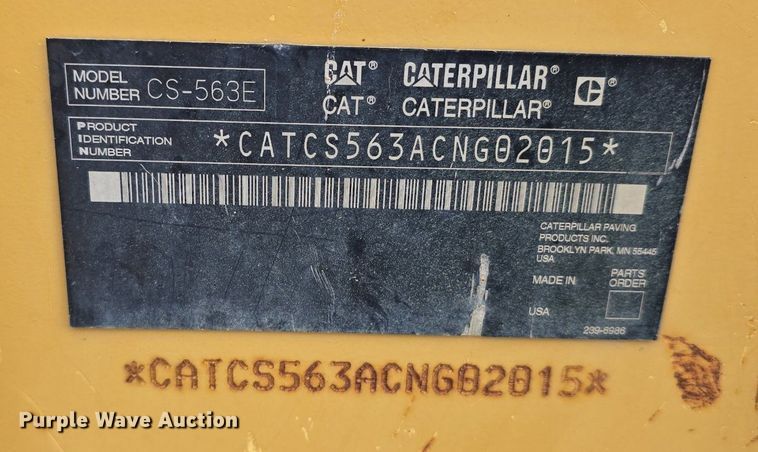 MODEL
NUMBER CS-563E
CAT® CATERPILLAR®
CAT® CATERPILLAR®
C ®
PRODUCT
IDENTIFICATION
NUMBER
*CATCS563ACNG02015*
CATERPILLAR PAVING
PRODUCTS INC.
BROOKLYN PARK, MN 55445
USA
MADE IN
USA
PARTS
ORDER
239-6986
*CATCS563ACNG02015*
Purple Wave Auction